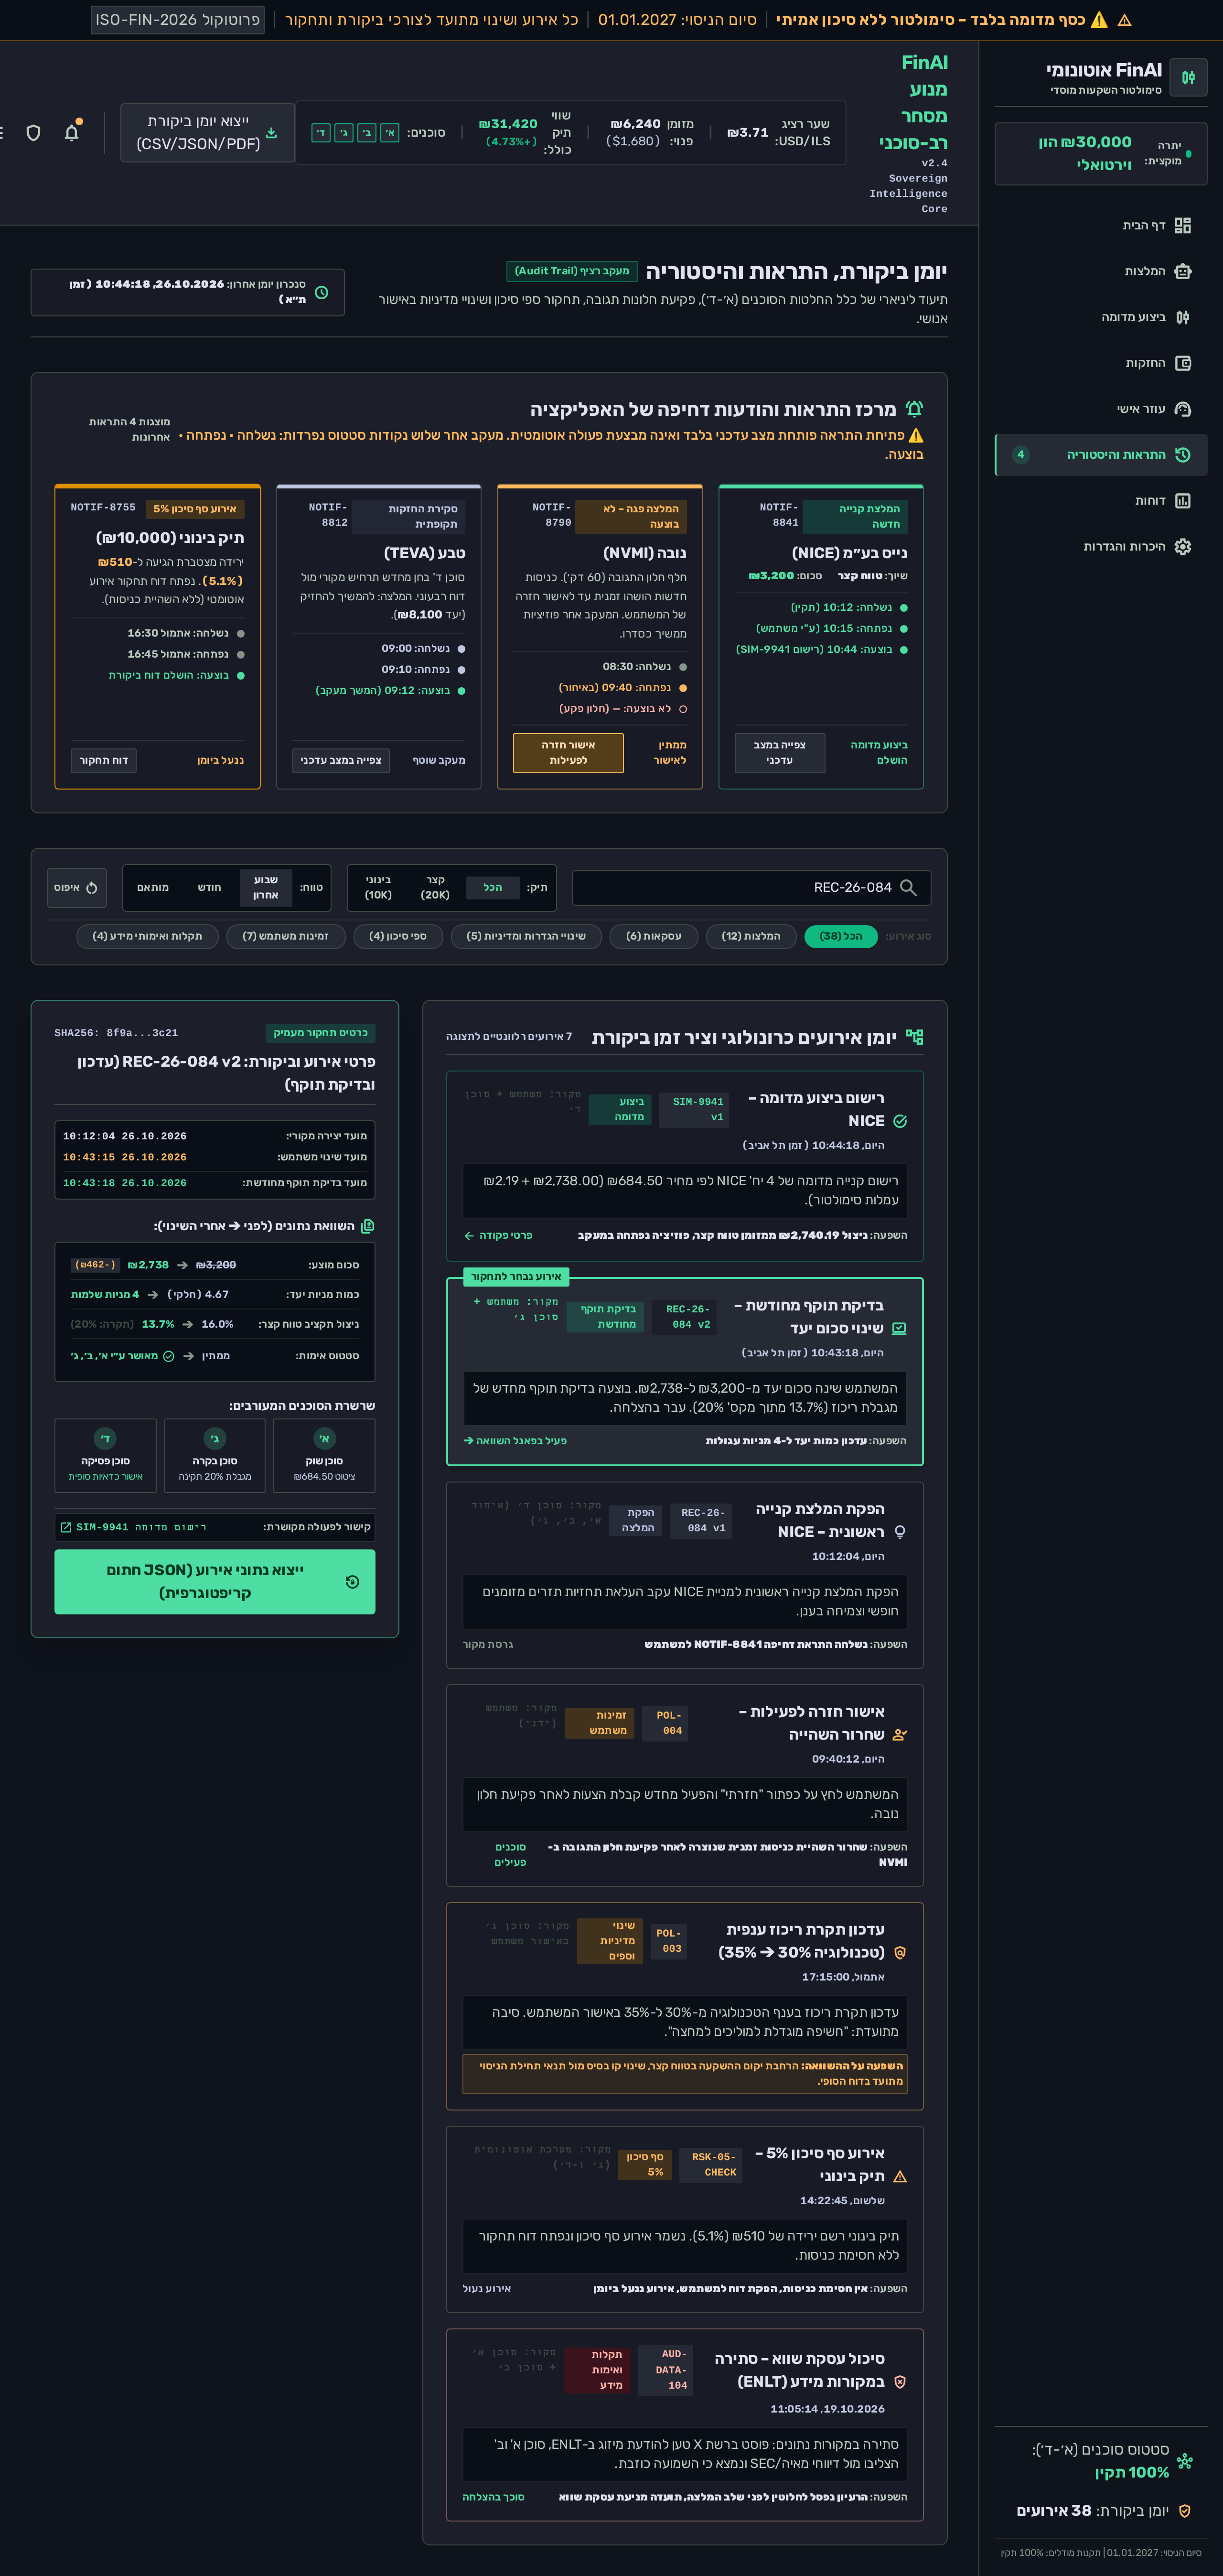 ⚠ ⚠️ כסף מדומה בלבד – סימולטור ללא סיכון אמיתי | סיום הניסוי: 01.01.2027 | כל אירוע ושינוי מתועד לצורכי ביקורת ותחקור | פרוטוקול ISO-FIN-2026
FinAI אוטונומי
סימולטור השקעות מוסדי
יתרה מוקצית:
₪30,000 הון וירטואלי
דף הבית
המלצות
ביצוע מדומה
החזקות
עוזר אישי
התראות והיסטוריה 4
דוחות
היכרות והגדרות
סטטוס סוכנים (א׳-ד׳):
100% תקין
יומן ביקורת: 38 אירועים
סיום הניסוי: 01.01.2027 | תקנות מודלים: 100% תקין
FinAI
מנוע
מסחר
רב-סוכני
v2.4
Sovereign
Intelligence
Core
שער רציג USD/ILS: ₪3.71
מזומן פנוי: ₪6,240 ($1,680)
שווי תיק כולל: ₪31,420 (+4.73%)
סוכנים: א׳ ב׳ ג׳ ד׳
ייצוא יומן ביקורת
(CSV/JSON/PDF)
יומן ביקורת, התראות והיסטוריה מעקב רציף (Audit Trail)
תיעוד ליניארי של כלל החלטות הסוכנים (א׳-ד׳), פקיעת חלונות תגובה, תחקור ספי סיכון ושינויי מדיניות באישור
אנושי.
סנכרון יומן אחרון: 26.10.2026, 10:44:18 (זמן
ת״א)
מרכז התראות והודעות דחיפה של האפליקציה
⚠️ פתיחת התראה פותחת מצב עדכני בלבד ואינה מבצעת פעולה אוטומטית. מעקב אחר שלוש נקודות סטטוס נפרדות: נשלחה • נפתחה •
בוצעה.
מוצגות 4 התראות
אחרונות
המלצת קנייה חדשה
NOTIF-8841
נייס בע״מ (NICE)
שיוך: טווח קצר סכום: ₪3,200
נשלחה: 10:12 (תקין)
נפתחה: 10:15 (ע״י משתמש)
בוצעה: 10:44 (רישום SIM-9941)
ביצוע מדומה הושלם
צפייה במצב עדכני
המלצה פגה – לא בוצעה
NOTIF-8790
נובה (NVMI)
חלף חלון התגובה (60 דק׳). כניסות
חדשות הושהו זמנית עד לאישור חזרה
של המשתמש. המעקב אחר פוזיציות
ממשיך כסדרו.
נשלחה: 08:30
נפתחה: 09:40 (באיחור)
לא בוצעה: — (חלון פקע)
ממתין לאישור
אישור חזרה לפעילות
סקירת החזקות תקופתית
NOTIF-8812
טבע (TEVA)
סוכן ד' בחן מחדש תרחיש מקורי מול
דוח רבעוני. המלצה: להמשיך להחזיק
(יעד ₪8,100).
נשלחה: 09:00
נפתחה: 09:10
בוצעה: 09:12 (המשך מעקב)
מעקב שוטף
צפייה במצב עדכני
אירוע סף סיכון 5%
NOTIF-8755
תיק בינוני (₪10,000)
ירידה מצטברת הגיעה ל-₪510
(5.1%). נפתח דוח תחקור אירוע
אוטומטי (ללא השהיית כניסות).
נשלחה: אתמול 16:30
נפתחה: אתמול 16:45
בוצעה: הושלם דוח ביקורת
ננעל ביומן
דוח תחקור
REC-26-084
תיק: הכל קצר (20K) בינוני (10K)
טווח: שבוע אחרון חודש מותאם
איפוס
סוג אירוע: הכל (38) המלצות (12) עסקאות (6) שינויי הגדרות ומדיניות (5) ספי סיכון (4) זמינות משתמש (7) תקלות ואימותי מידע (4)
יומן אירועים כרונולוגי וציר זמן ביקורת
7 אירועים רלוונטיים לתצוגה
רישום ביצוע מדומה – NICE
SIM-9941 v1
ביצוע מדומה
מקור: משתמש + סוכן ד׳
היום, 10:44:18 (זמן תל אביב)
רישום קנייה מדומה של 4 יח' NICE לפי מחיר ₪684.50 (₪2,738.00 + ₪2.19
עמלות סימולטור).
השפעה: ניצול ₪2,740.19 ממזומן טווח קצר, פוזיציה נפתחה במעקב
פרטי פקודה ←
אירוע נבחר לתחקור
בדיקת תוקף מחודשת – שינוי סכום יעד
REC-26-084 v2
בדיקת תוקף מחודשת
מקור: משתמש + סוכן ג׳
היום, 10:43:18 (זמן תל אביב)
המשתמש שינה סכום יעד מ-₪3,200 ל-₪2,738. בוצעה בדיקת תוקף מחדש של
מגבלת ריכוז (13.7% מתוך מקס' 20%). עבר בהצלחה.
השפעה: עדכון כמות יעד ל-4 מניות עגולות
פעיל בפאנל השוואה ➔
הפקת המלצת קנייה ראשונית – NICE
REC-26-084 v1
הפקת המלצה
מקור: סוכן ד׳ (איחוד א׳, ב׳, ג׳)
היום, 10:12:04
הפקת המלצת קנייה ראשונית למניית NICE עקב העלאת תחזיות תזרים מזומנים
חופשי וצמיחה בענן.
השפעה: נשלחה התראת דחיפה NOTIF-8841 למשתמש
גרסת מקור
אישור חזרה לפעילות – שחרור השהייה
POL-004
זמינות משתמש
מקור: משתמש (ידני)
היום, 09:40:12
המשתמש לחץ על כפתור "חזרתי" והפעיל מחדש קבלת הצעות לאחר פקיעת חלון
נובה.
השפעה: שחרור השהיית כניסות זמנית שנוצרה לאחר פקיעת חלון התגובה ב-
NVMI
סוכנים פעילים
עדכון תקרת ריכוז ענפית (טכנולוגיה 30% ➔ 35%)
POL-003
שינוי מדיניות וספים
מקור: סוכן ג׳ באישור משתמש
אתמול, 17:15:00
עדכון תקרת ריכוז בענף הטכנולוגיה מ-30% ל-35% באישור המשתמש. סיבה
מתועדת: "חשיפה מוגדלת למוליכים למחצה".
השפעה על ההשוואה: הרחבת יקום ההשקעה בטווח קצר, שינוי קו בסיס מול תנאי תחילת הניסוי
מתועד בדוח הסופי.
אירוע סף סיכון 5% – תיק בינוני
RSK-05-CHECK
סף סיכון 5%
מקור: מערכת אוטונומית (ג׳ ו-ד׳)
שלשום, 14:22:45
תיק בינוני רשם ירידה של ₪510 (5.1%). נשמר אירוע סף סיכון ונפתח דוח תחקור
ללא חסימת כניסות.
השפעה: אין חסימת כניסות, הפקת דוח למשתמש, אירוע ננעל ביומן
אירוע נעול
סיכול עסקת שווא – סתירה במקורות מידע (ENLT)
AUD-DATA-104
תקלות ואימות מידע
מקור: סוכן א׳ + סוכן ב׳
19.10.2026, 11:05:14
סתירה במקורות נתונים: פוסט ברשת X טען להודעת מיזוג ב-ENLT, סוכן א' וב'
הצליבו מול דיווחי מאיה/SEC ונמצא כי השמועה כוזבת.
השפעה: הרעיון נפסל לחלוטין לפני שלב המלצה, תועדה מניעת עסקת שווא
סוכך בהצלחה
כרטיס תחקור מעמיק
SHA256: 8f9a...3c21
פרטי אירוע וביקורת: REC-26-084 v2 (עדכון
ובדיקת תוקף)
מועד יצירה מקורי: 26.10.2026 10:12:04
מועד שינוי משתמש: 26.10.2026 10:43:15
מועד בדיקת תוקף מחודשת: 26.10.2026 10:43:18
השוואת נתונים (לפני ➔ אחרי השינוי):
סכום מוצע: ₪3,200 ➔ ₪2,738 (-₪462)
כמות מניות יעד: 4.67 (חלקי) ➔ 4 מניות שלמות
ניצול תקציב טווח קצר: 16.0% ➔ 13.7% (תקרה: 20%)
סטטוס אימות: ממתין ➔ מאושר ע״י א׳, ב׳, ג׳
שרשרת הסוכנים המעורבים:
א׳ סוכן שוק ציטוט ₪684.50
ג׳ סוכן בקרה מגבלת 20% תקינה
ד׳ סוכן פסיקה אישור כדאיות סופית
קישור לפעולה מקושרת: רישום מדומה SIM-9941
ייצוא נתוני אירוע (JSON חתום
קריפטוגרפית)